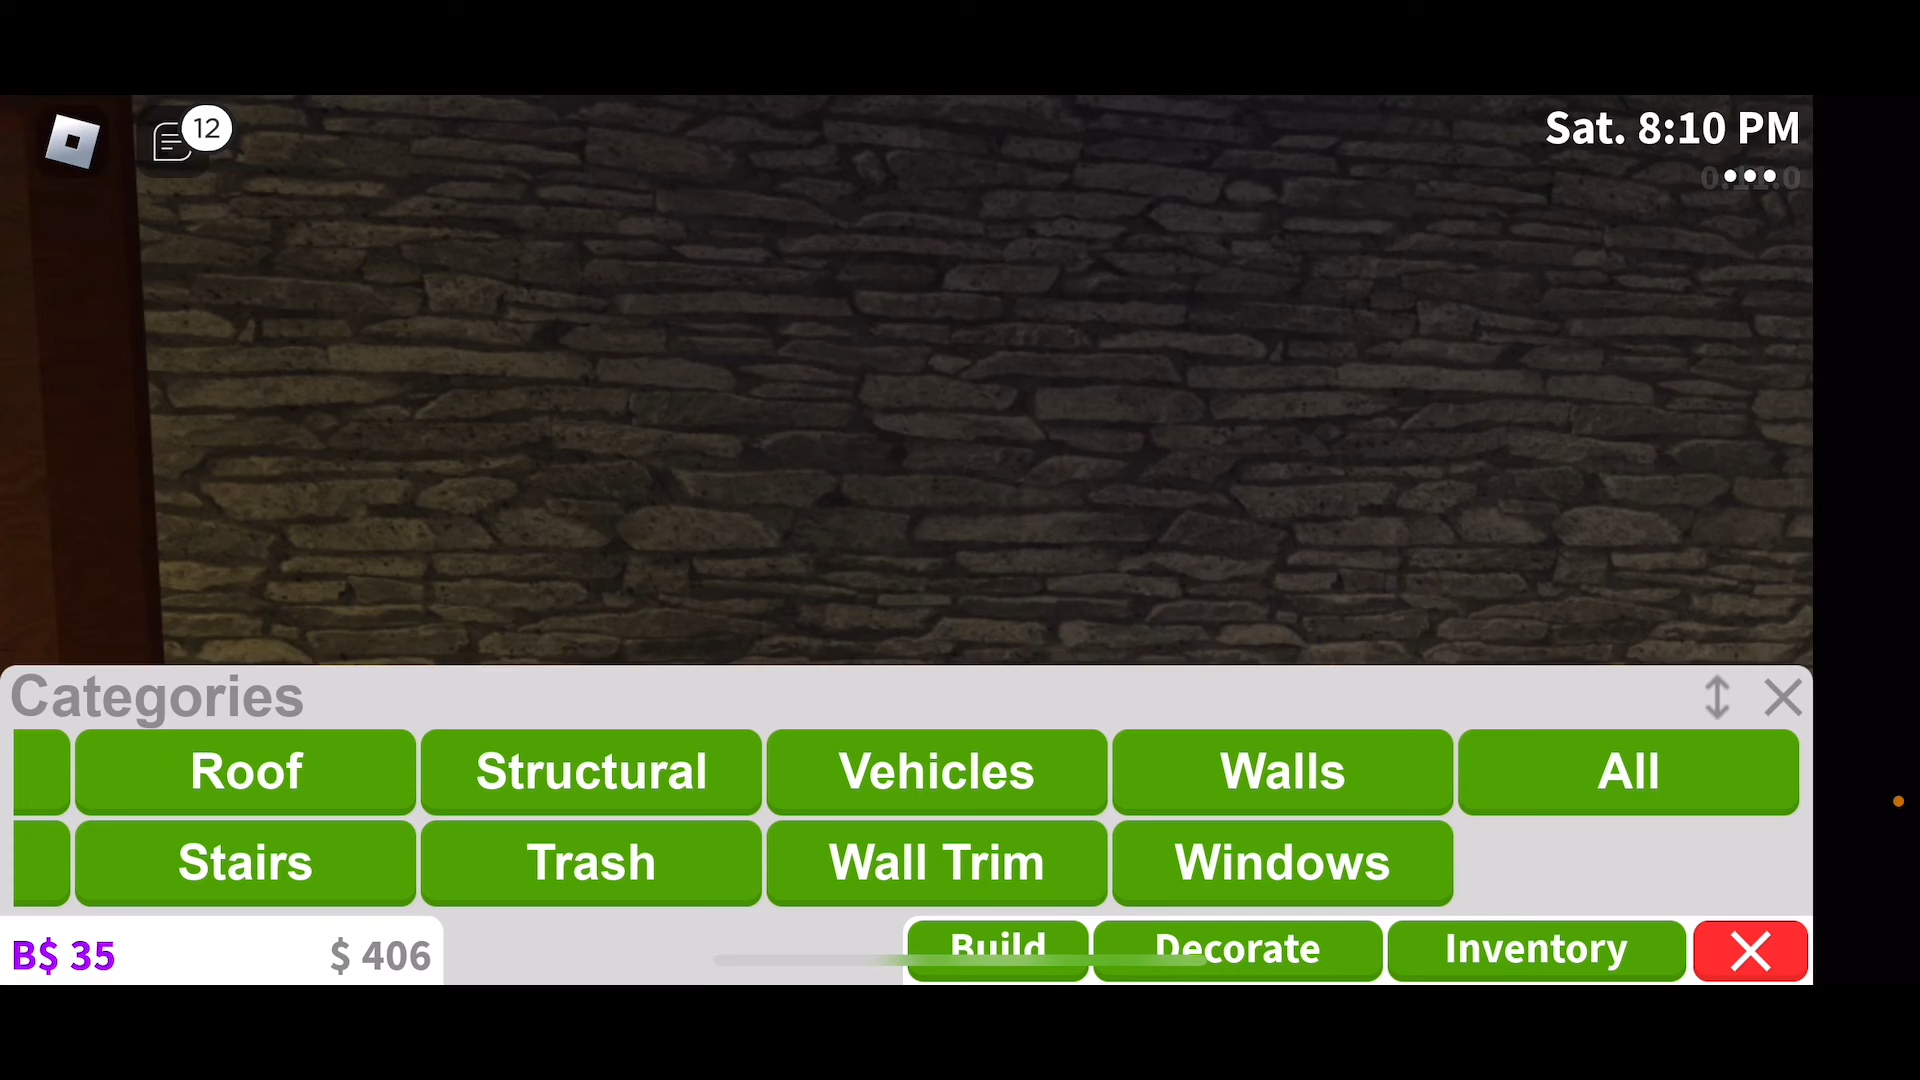 12
Sat. 8:10 PM
Categories
Roof
Structural
Vehicles
Walls
All
Stairs
Trash
Wall Trim
Windows
B$ 35
$ 406
Build
Decorate
Inventory